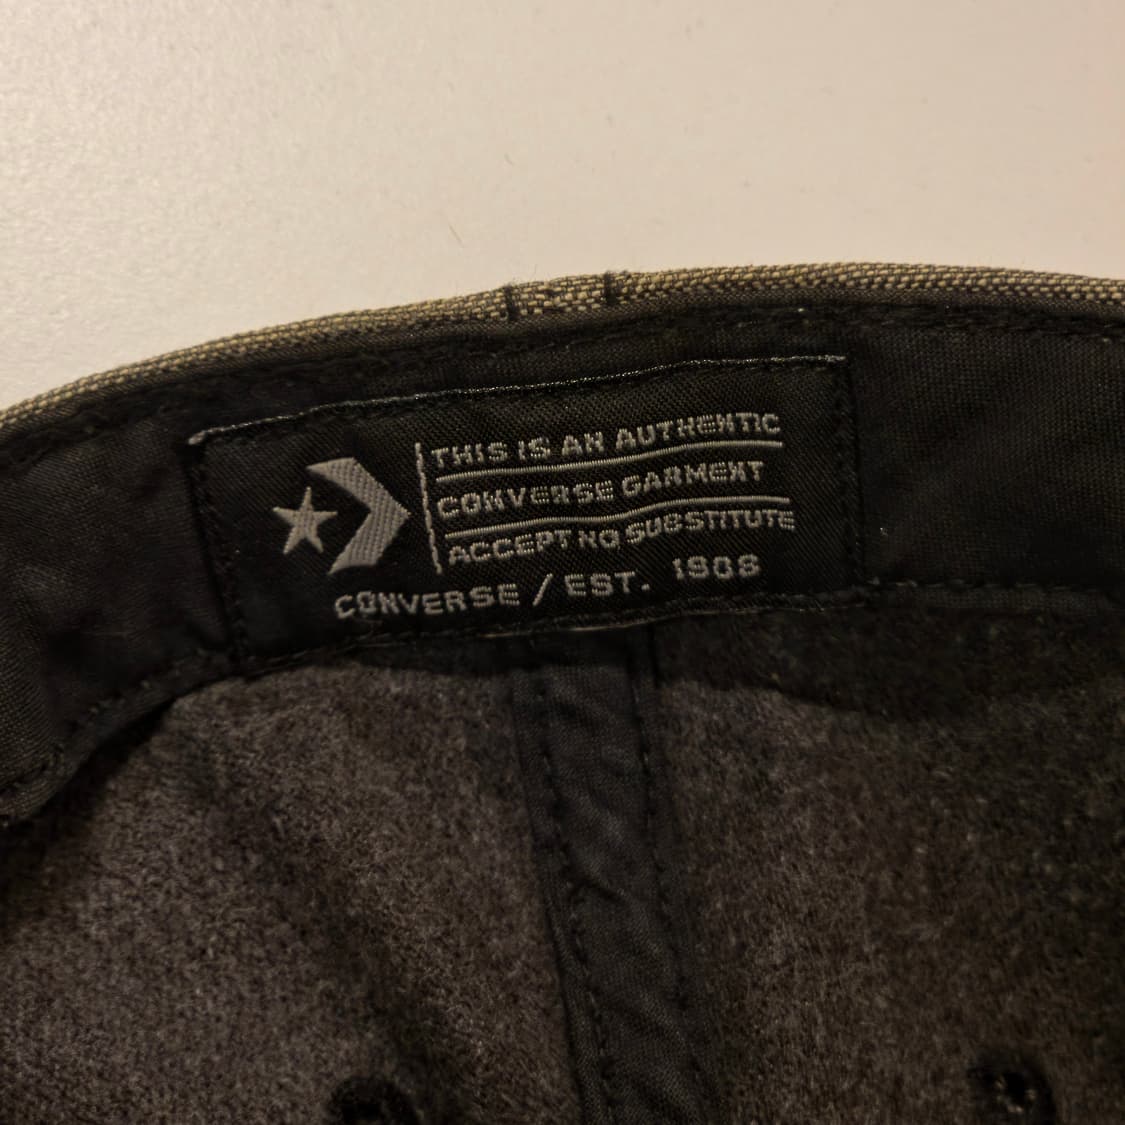 THIS IS AN AUTHENTIC
CONVERSE GARMENT
ACCEPT NO SUBSTITUTE
CONVERSE / EST. 1908